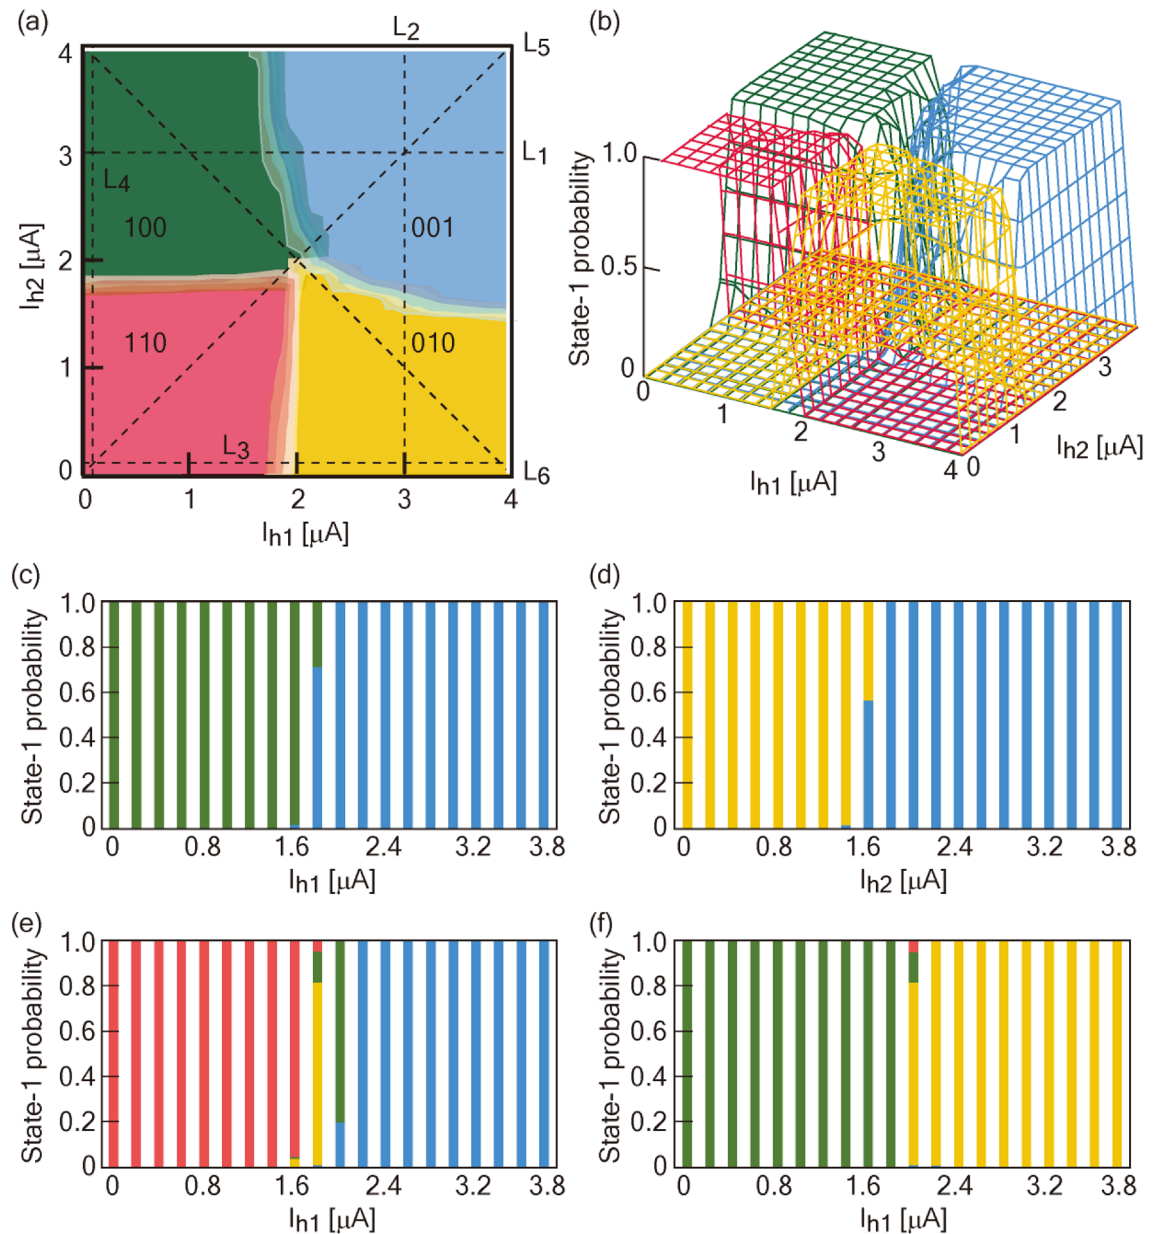 (a)
L2
L5
4
3
2
1
0
Ih2 [μA]
L1
L4
100
001
110
010
L3
L6
0 1 2 3 4
Ih1 [μA]
(b)
State-1 probability
1.0
0.5
0
0 1 2 3 4
Ih1 [μA]
0 1 2 3
Ih2 [μA]
(c)
State-1 probability
1.0
0.8
0.6
0.4
0.2
0
0 0.8 1.6 2.4 3.2 3.8
Ih1 [μA]
(d)
State-1 probability
1.0
0.8
0.6
0.4
0.2
0
0 0.8 1.6 2.4 3.2 3.8
Ih2 [μA]
(e)
State-1 probability
1.0
0.8
0.6
0.4
0.2
0
0 0.8 1.6 2.4 3.2 3.8
Ih1 [μA]
(f)
State-1 probability
1.0
0.8
0.6
0.4
0.2
0
0 0.8 1.6 2.4 3.2 3.8
Ih1 [μA]